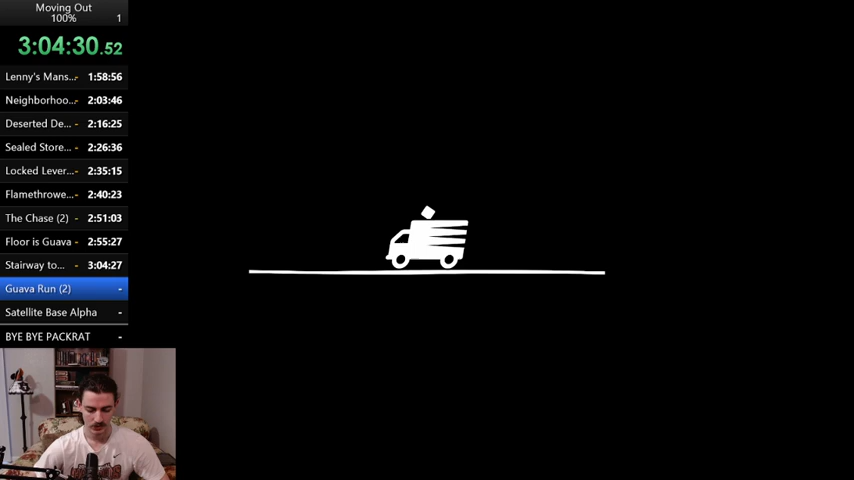 Moving Out
100% 1
3:04:30.52
Lenny's Mans... - 1:58:56
Neighborhoo... - 2:03:46
Deserted De... - 2:16:25
Sealed Store... - 2:26:36
Locked Lever... - 2:35:15
Flamethrowe... - 2:40:23
The Chase (2) - 2:51:03
Floor is Guava - 2:55:27
Stairway to... - 3:04:27
Guava Run (2) -
Satellite Base Alpha -
BYE BYE PACKRAT -